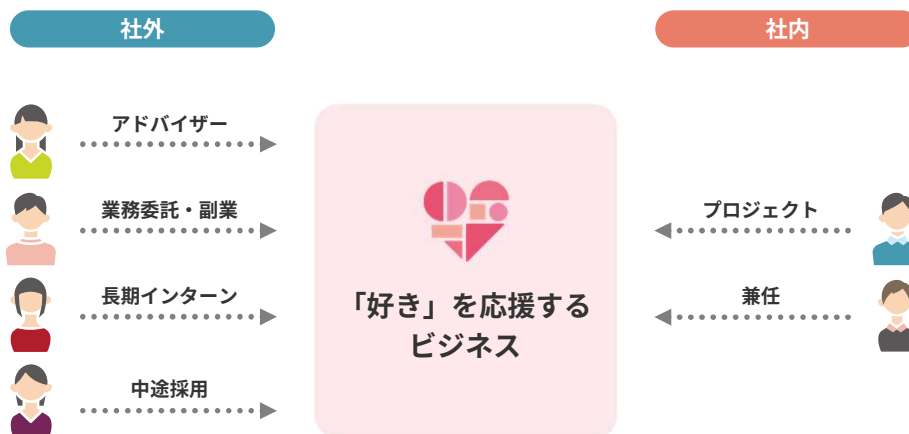 社外
社内
アドバイザー
業務委託・副業
長期インターン
中途採用
「好き」を応援する
ビジネス
プロジェクト
兼任